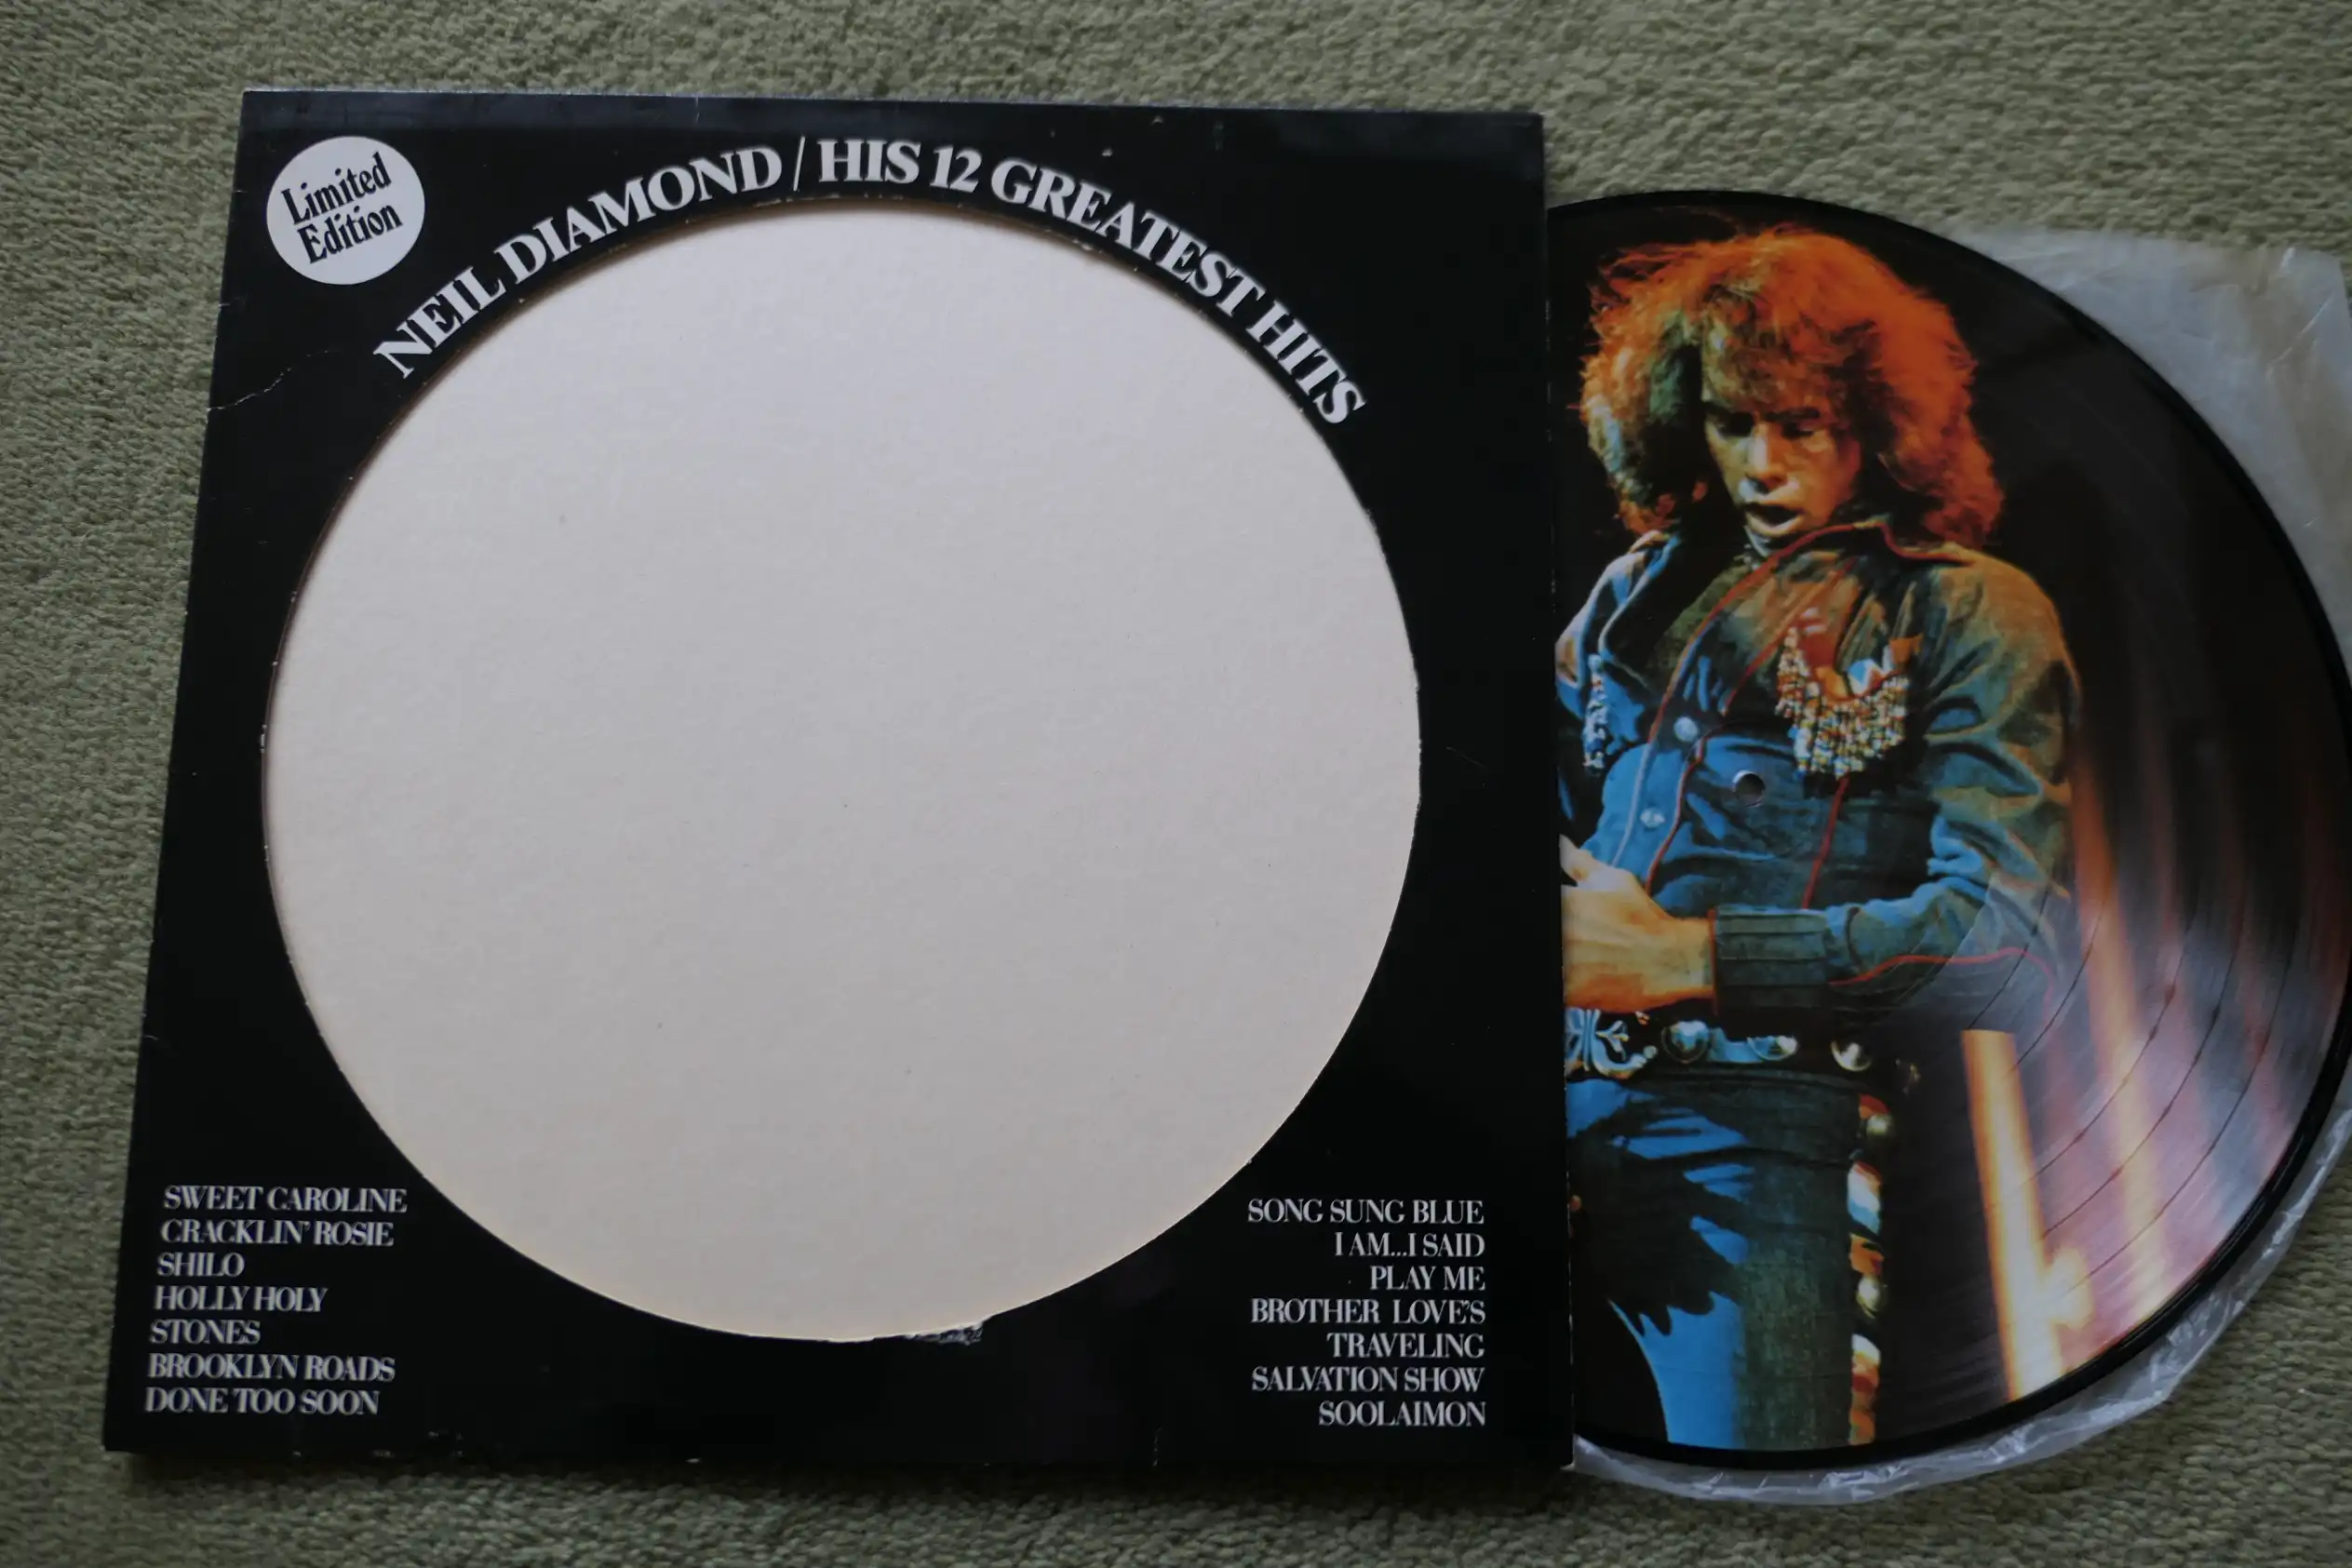 Limited
Edition
NEIL DIAMOND / HIS 12 GREATEST HITS
SWEET CAROLINE
CRACKLIN' ROSIE
SHILO
HOLLY HOLY
STONES
BROOKLYN ROADS
DONE TOO SOON
SONG SUNG BLUE
I AM...I SAID
PLAY ME
BROTHER LOVE'S
TRAVELING
SALVATION SHOW
SOOLAIMON